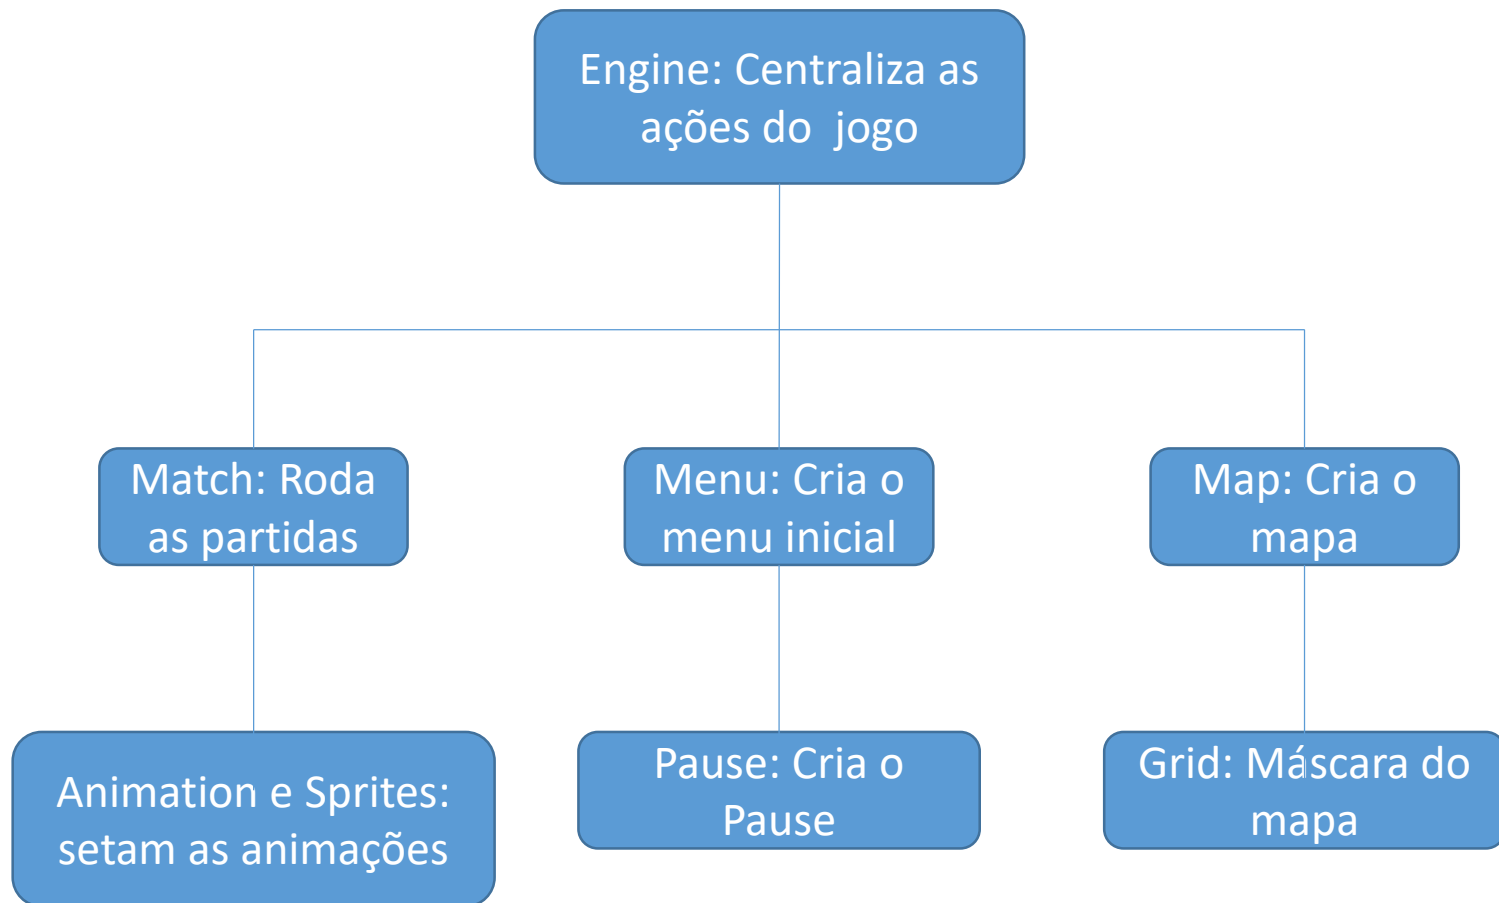 Engine: Centraliza as
ações do  jogo
Match: Roda
as partidas
Menu: Cria o
menu inicial
Map: Cria o
mapa
Animation e Sprites:
setam as animações
Pause: Cria o
Pause
Grid: Máscara do
mapa